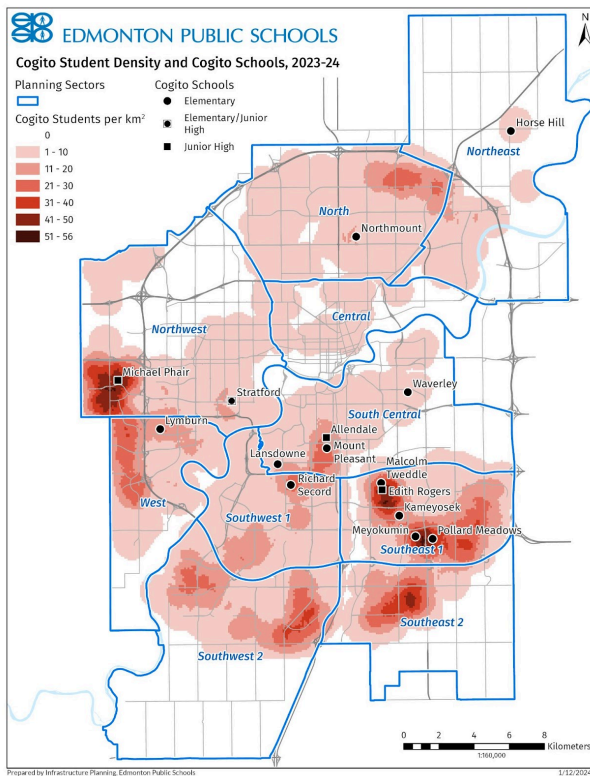 EDMONTON PUBLIC SCHOOLS
Cogito Student Density and Cogito Schools, 2023-24
N
Planning Sectors
Cogito Students per km²
0
1 - 10
11 - 20
21 - 30
31 - 40
41 - 50
51 - 56
Cogito Schools
Elementary
Elementary/Junior
High
Junior High
Horse Hill
Northeast
North
Northmount
Northwest
Central
Michael Phair
Stratford
Waverley
South Central
Lymburn
Allendale
Mount
Pleasant
Lansdowne
Malcolm
Tweddle
Richard
Secord
Edith Rogers
West
Kameyosek
Southwest 1
Meyokumin
Pollard Meadows
Southeast 1
Southeast 2
Southwest 2
0 2 4 6 8
Kilometers
1:160,000
Prepared by Infrastructure Planning, Edmonton Public Schools
1/12/2024